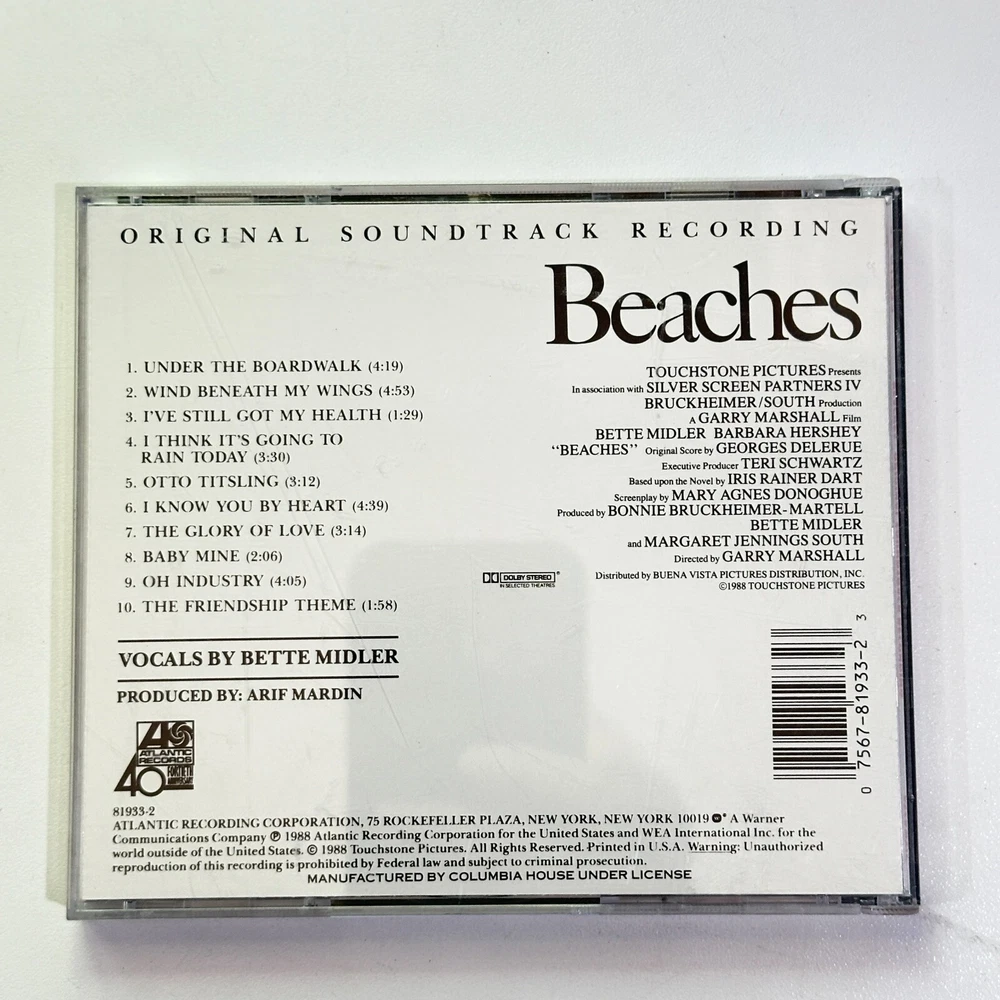 ORIGINAL SOUNDTRACK RECORDING
Beaches
1. UNDER THE BOARDWALK (4:19)
2. WIND BENEATH MY WINGS (4:53)
3. I'VE STILL GOT MY HEALTH (1:29)
4. I THINK IT'S GOING TO
RAIN TODAY (3:30)
5. OTTO TITSLING (3:12)
6. I KNOW YOU BY HEART (4:39)
7. THE GLORY OF LOVE (3:14)
8. BABY MINE (2:06)
9. OH INDUSTRY (4:05)
10. THE FRIENDSHIP THEME (1:58)
VOCALS BY BETTE MIDLER
PRODUCED BY: ARIF MARDIN
TOUCHSTONE PICTURES Presents
In association with SILVER SCREEN PARTNERS IV
BRUCKHEIMER/SOUTH Production
A GARRY MARSHALL Film
BETTE MIDLER BARBARA HERSHEY
"BEACHES" Original Score by GEORGES DELERUE
Executive Producer TERI SCHWARTZ
Based upon the Novel by IRIS RAINER DART
Screenplay by MARY AGNES DONOGHUE
Produced by BONNIE BRUCKHEIMER-MARTELL
BETTE MIDLER
and MARGARET JENNINGS SOUTH
Directed by GARRY MARSHALL
Distributed by BUENA VISTA PICTURES DISTRIBUTION, INC.
©1988 TOUCHSTONE PICTURES
DOLBY STEREO
IN SELECTED THEATRES
0 7567-81933-2 3
ATLANTIC
RECORDS
40 FORTIETH
ANNIVERSARY
81933-2
ATLANTIC RECORDING CORPORATION, 75 ROCKEFELLER PLAZA, NEW YORK, NEW YORK 10019 A Warner
Communications Company ℗ 1988 Atlantic Recording Corporation for the United States and WEA International Inc. for the
world outside of the United States. © 1988 Touchstone Pictures. All Rights Reserved. Printed in U.S.A. Warning: Unauthorized
reproduction of this recording is prohibited by Federal law and subject to criminal prosecution.
MANUFACTURED BY COLUMBIA HOUSE UNDER LICENSE